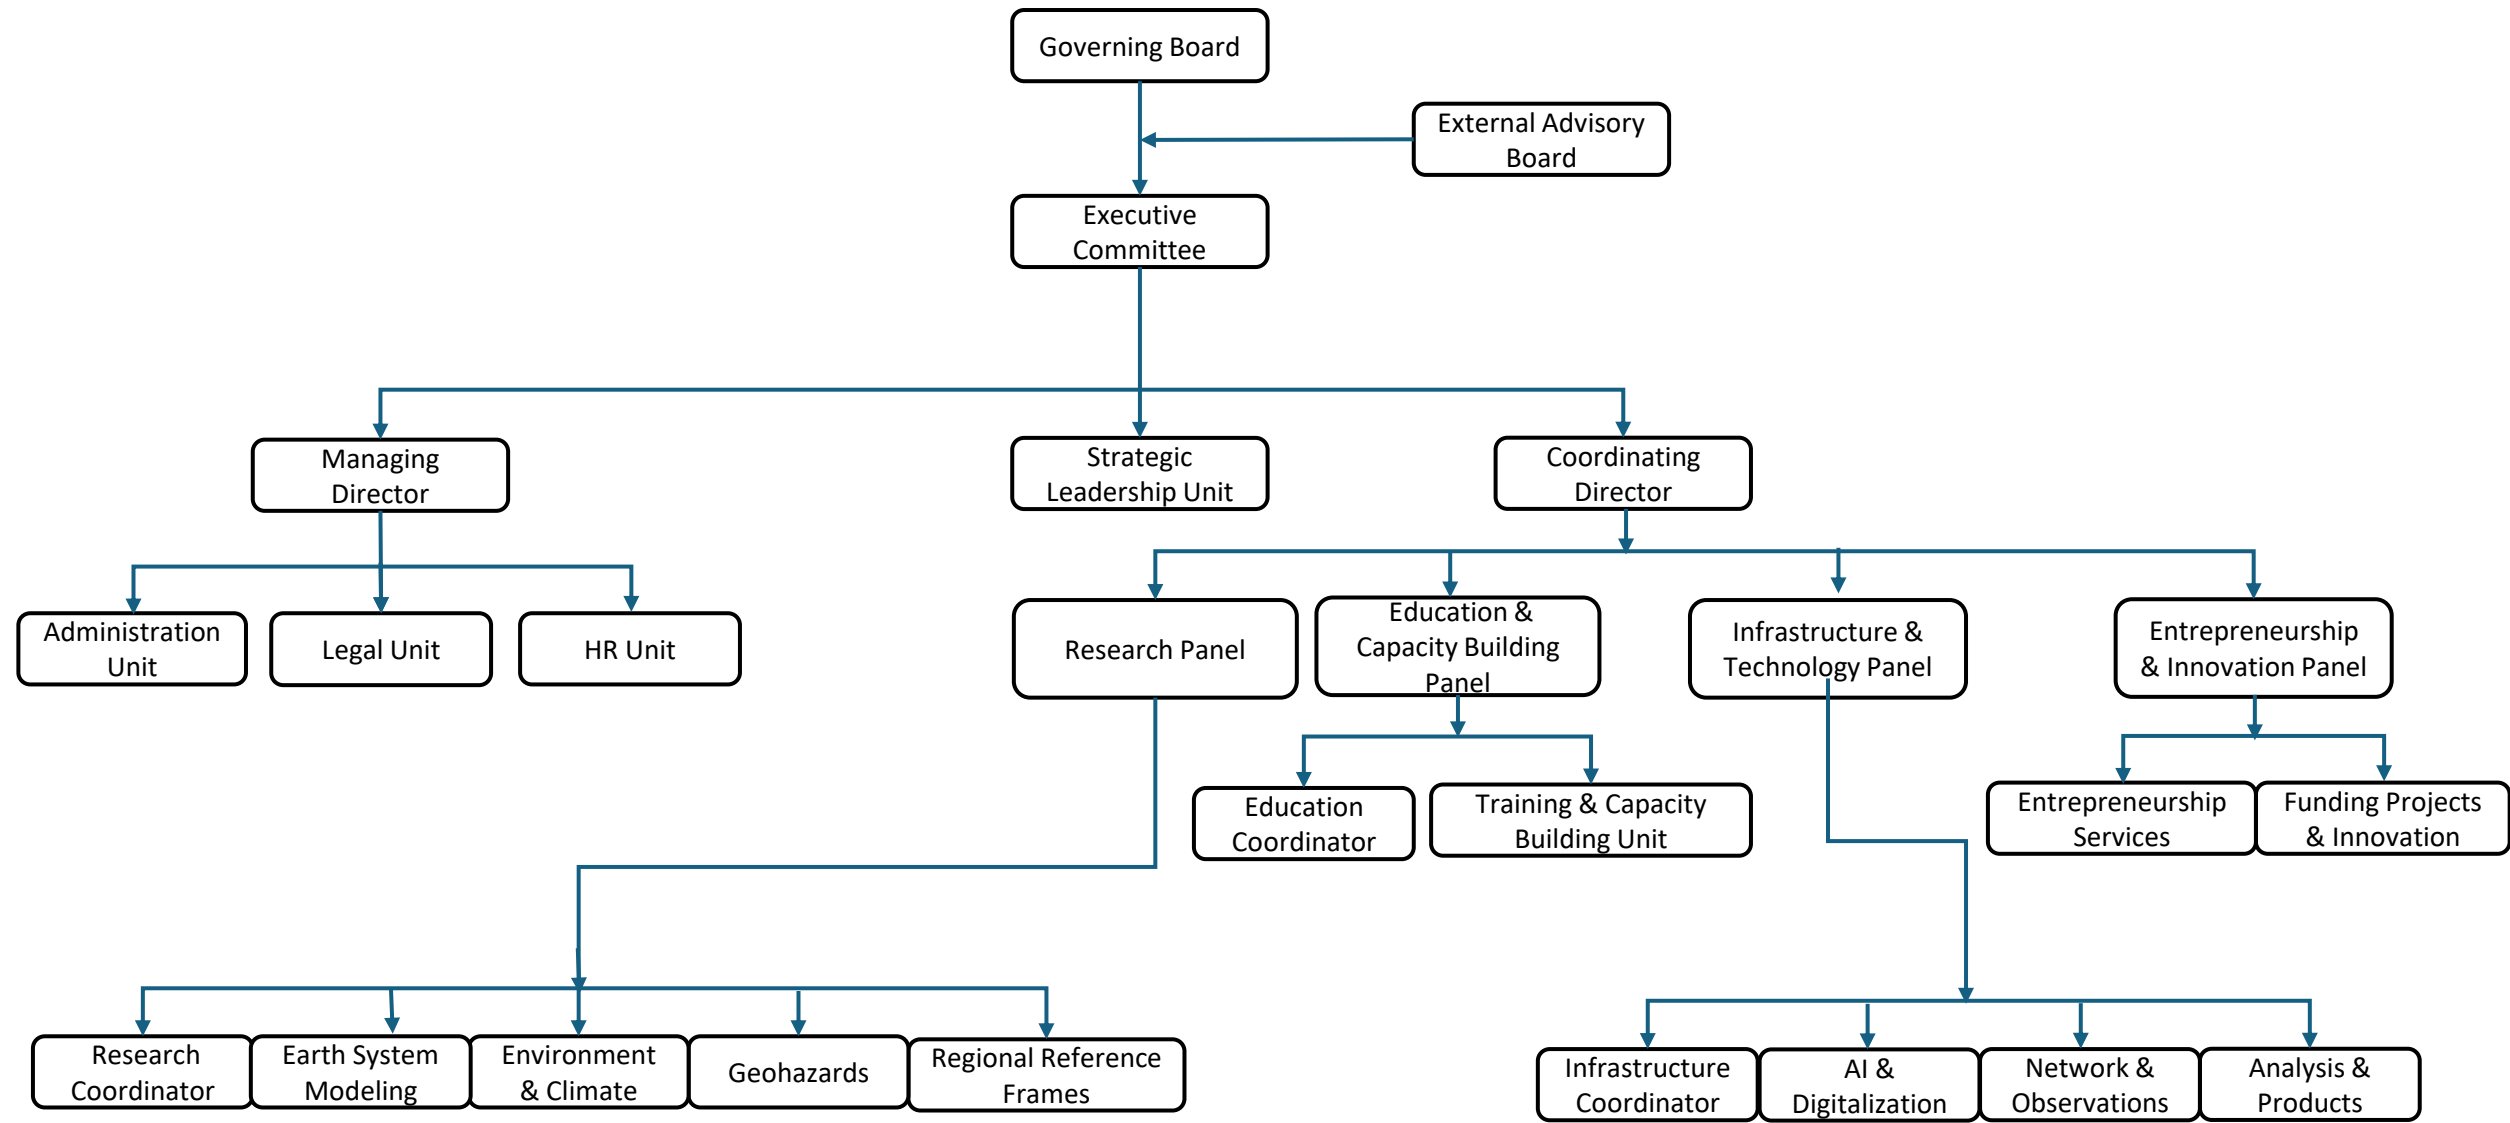 Governing Board
External Advisory
Board
Executive
Committee
Managing
Director
Strategic
Leadership Unit
Coordinating
Director
Administration
Unit
Legal Unit
HR Unit
Research Panel
Education &
Capacity Building
Panel
Infrastructure &
Technology Panel
Entrepreneurship
& Innovation Panel
Education
Coordinator
Training & Capacity
Building Unit
Entrepreneurship
Services
Funding Projects
& Innovation
Research
Coordinator
Earth System
Modeling
Environment
& Climate
Geohazards
Regional Reference
Frames
Infrastructure
Coordinator
AI &
Digitalization
Network &
Observations
Analysis &
Products